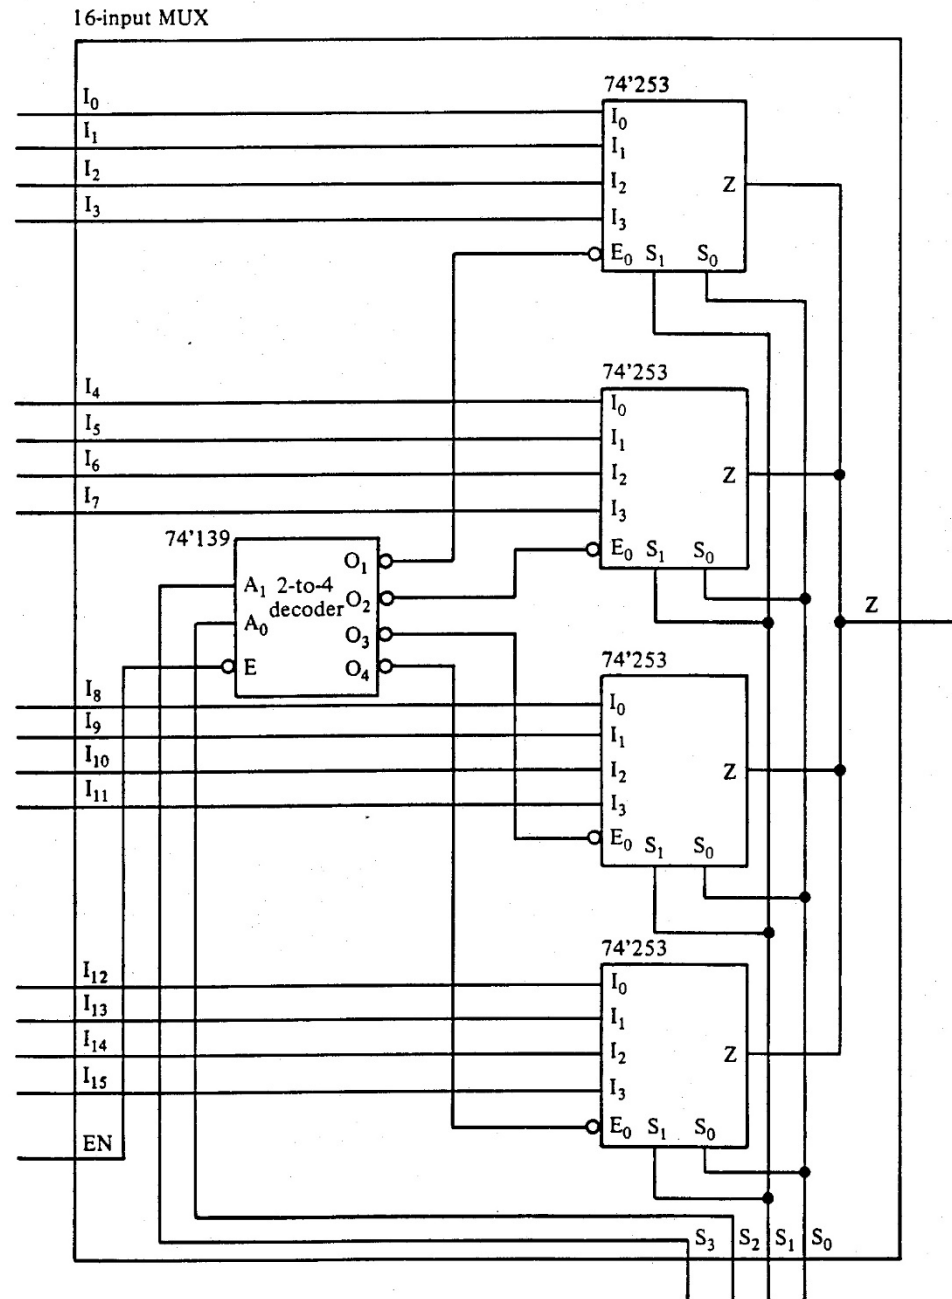 16-input MUX
74'253
I₀ I₀
I₁ I₁
I₂ I₂ Z
I₃ I₃
E₀ S₁ S₀
74'253
I₄ I₀
I₅ I₁
I₆ I₂ Z
I₇ I₃
74'139
O₁ E₀ S₁ S₀
A₁ 2-to-4
decoder O₂
A₀ Z
O₃
E O₄
74'253
I₈ I₀
I₉ I₁
I₁₀ I₂ Z
I₁₁ I₃
E₀ S₁ S₀
74'253
I₁₂ I₀
I₁₃ I₁
I₁₄ I₂ Z
I₁₅ I₃
EN E₀ S₁ S₀
S₃ S₂ S₁ S₀